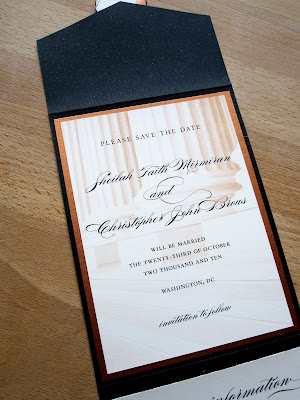 PLEASE SAVE THE DATE
Sheilah Faith Mirmiran
and
Christopher John Brous
WILL BE MARRIED
THE TWENTY-THIRD OF OCTOBER
TWO THOUSAND AND TEN
WASHINGTON, DC
invitation to follow
information